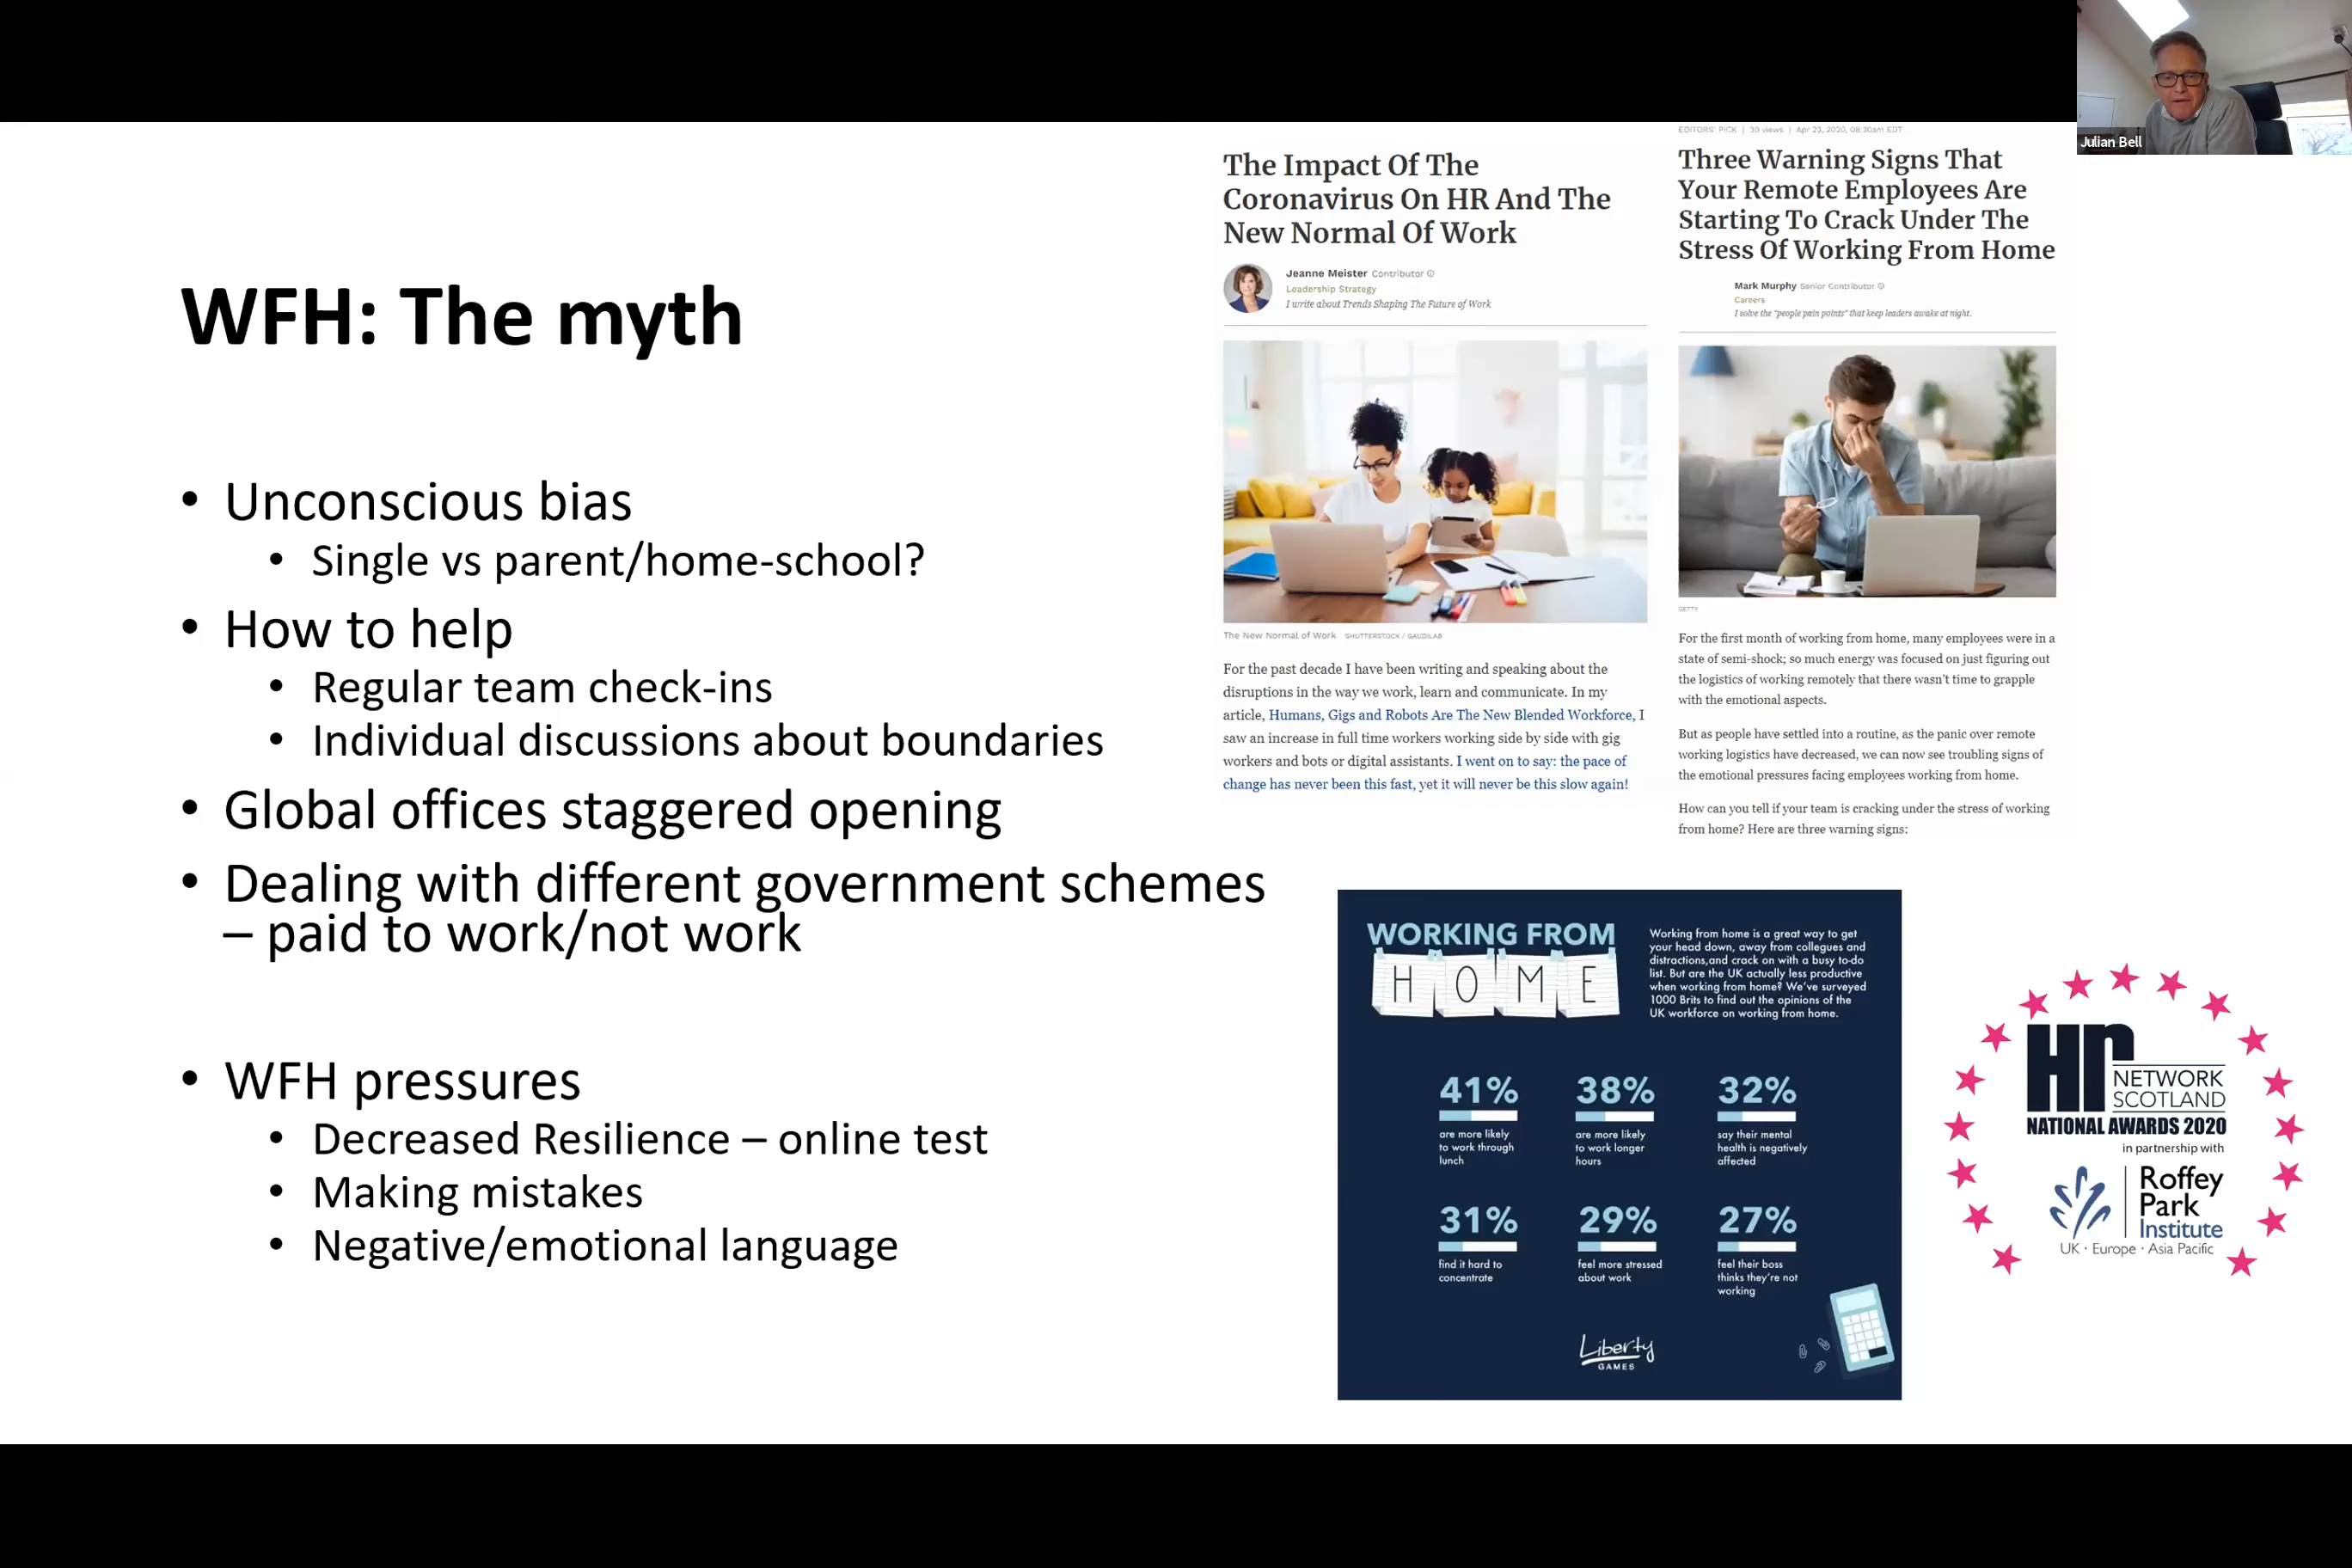 Julian Bell
WFH: The myth
• Unconscious bias
• Single vs parent/home-school?
• How to help
• Regular team check-ins
• Individual discussions about boundaries
• Global offices staggered opening
• Dealing with different government schemes
– paid to work/not work
• WFH pressures
• Decreased Resilience – online test
• Making mistakes
• Negative/emotional language
The Impact Of The
Coronavirus On HR And The
New Normal Of Work
Jeanne Meister Contributor
Leadership Strategy
I write about Trends Shaping The Future of Work
The New Normal of Work SHUTTERSTOCK / GAUDILAB
For the past decade I have been writing and speaking about the
disruptions in the way we work, learn and communicate. In my
article, Humans, Gigs and Robots Are The New Blended Workforce, I
saw an increase in full time workers working side by side with gig
workers and bots or digital assistants. I went on to say: the pace of
change has never been this fast, yet it will never be this slow again!
EDITORS' PICK | 30 views | Apr 23, 2020, 08:30am EDT
Three Warning Signs That
Your Remote Employees Are
Starting To Crack Under The
Stress Of Working From Home
Mark Murphy Senior Contributor
Careers
I solve the "people pain points" that keep leaders awake at night.
GETTY
For the first month of working from home, many employees were in a
state of semi-shock; so much energy was focused on just figuring out
the logistics of working remotely that there wasn't time to grapple
with the emotional aspects.
But as people have settled into a routine, as the panic over remote
working logistics have decreased, we can now see troubling signs of
the emotional pressures facing employees working from home.
How can you tell if your team is cracking under the stress of working
from home? Here are three warning signs:
WORKING FROM
HOME
Working from home is a great way to get
your head down, away from collegues and
distractions,and crack on with a busy to-do
list. But are the UK actually less productive
when working from home? We've surveyed
1000 Brits to find out the opinions of the
UK workforce on working from home.
41%
are more likely
to work through
lunch
38%
are more likely
to work longer
hours
32%
say their mental
health is negatively
affected
31%
find it hard to
concentrate
29%
feel more stressed
about work
27%
feel their boss
thinks they're not
working
Liberty
GAMES
Hr
NETWORK
SCOTLAND
NATIONAL AWARDS 2020
in partnership with
Roffey
Park
Institute
UK · Europe · Asia Pacific